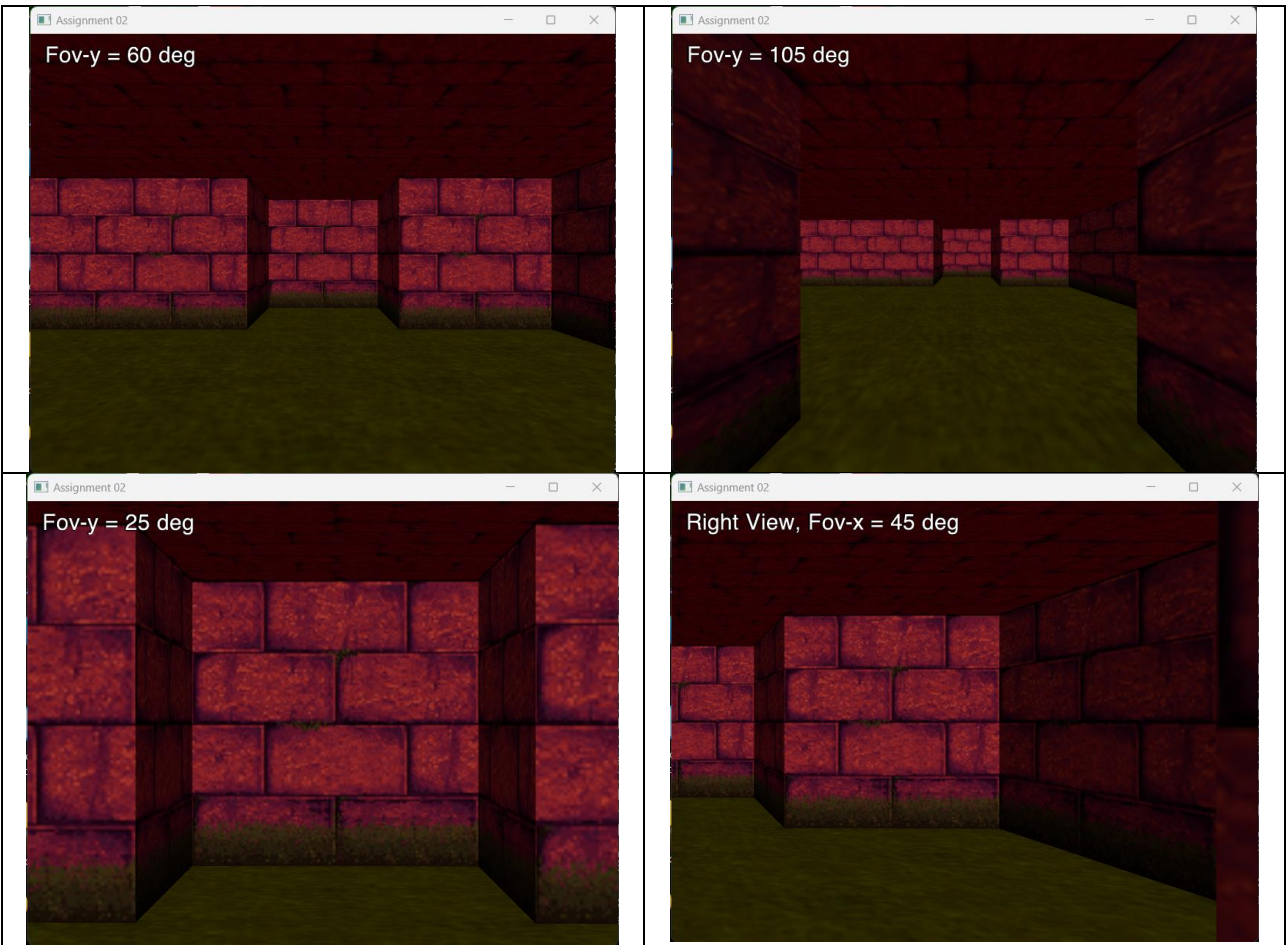 Assignment 02
Fov-y = 60 deg
Assignment 02
Fov-y = 105 deg
Assignment 02
Fov-y = 25 deg
Assignment 02
Right View, Fov-x = 45 deg